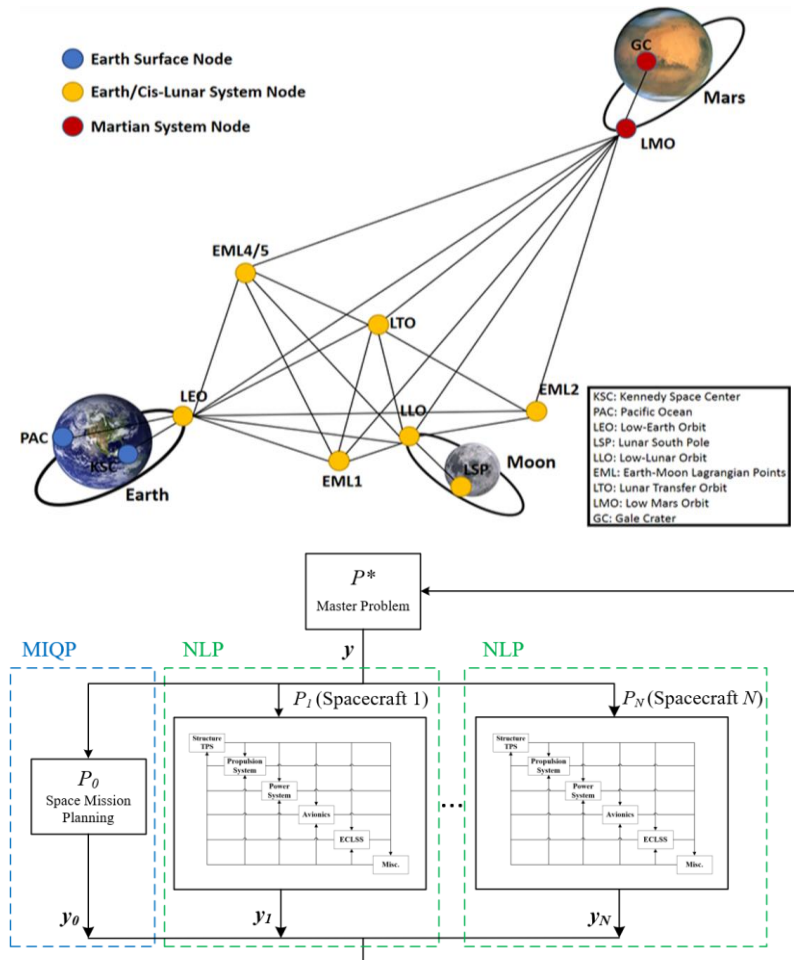 Earth Surface Node
Earth/Cis-Lunar System Node
Martian System Node
GC
Mars
LMO
EML4/5
LTO
LEO
EML2
LLO
PAC
KSC
Earth
EML1
LSP
Moon
KSC: Kennedy Space Center
PAC: Pacific Ocean
LEO: Low-Earth Orbit
LSP: Lunar South Pole
LLO: Low-Lunar Orbit
EML: Earth-Moon Lagrangian Points
LTO: Lunar Transfer Orbit
LMO: Low Mars Orbit
GC: Gale Crater
P*
Master Problem
y
MIQP
NLP
NLP
P0
Space Mission
Planning
P1 (Spacecraft 1)
Structure
TPS
Propulsion
System
Power
System
Avionics
ECLSS
Misc.
...
PN (Spacecraft N)
Structure
TPS
Propulsion
System
Power
System
Avionics
ECLSS
Misc.
y0
y1
yN